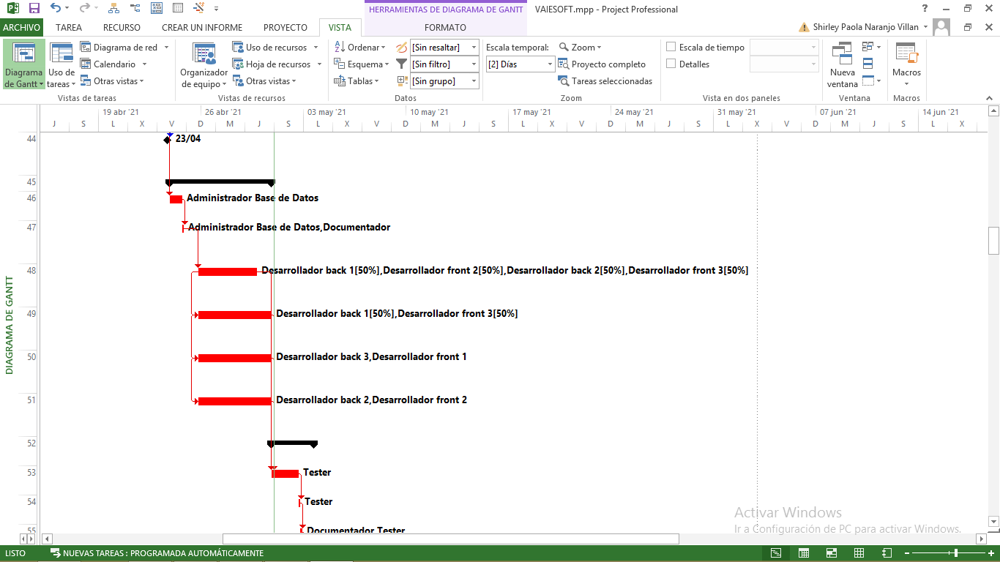 HERRAMIENTAS DE DIAGRAMA DE GANTT
VAIESOFT.mpp - Project Professional
ARCHIVO TAREA RECURSO CREAR UN INFORME PROYECTO VISTA FORMATO
Shirley Paola Naranjo Villan
Diagrama de Gantt
Uso de tareas
Diagrama de red
Calendario
Otras vistas
Vistas de tareas
Organizador de equipo
Uso de recursos
Hoja de recursos
Otras vistas
Vistas de recursos
Ordenar
Esquema
Tablas
[Sin resaltar]
[Sin filtro]
[Sin grupo]
Datos
Escala temporal:
[2] Días
Zoom
Proyecto completo
Tareas seleccionadas
Zoom
Escala de tiempo
Detalles
Vista en dos paneles
Nueva ventana
Ventana
Macros
Macros
19 abr '21 26 abr '21 03 may '21 10 may '21 17 may '21 24 may '21 31 may '21 07 jun '21 14 jun '21
J S L X V D M J S L X V D M J S L X V D M J S L X V D M J S L X
DIAGRAMA DE GANTT
44 23/04
45
46 Administrador Base de Datos
47 Administrador Base de Datos,Documentador
48 Desarrollador back 1[50%],Desarrollador front 2[50%],Desarrollador back 2[50%],Desarrollador front 3[50%]
49 Desarrollador back 1[50%],Desarrollador front 3[50%]
50 Desarrollador back 3,Desarrollador front 1
51 Desarrollador back 2,Desarrollador front 2
52
53 Tester
54 Tester
55 Documentador Tester
Activar Windows
Ir a Configuración de PC para activar Windows.
LISTO NUEVAS TAREAS : PROGRAMADA AUTOMÁTICAMENTE